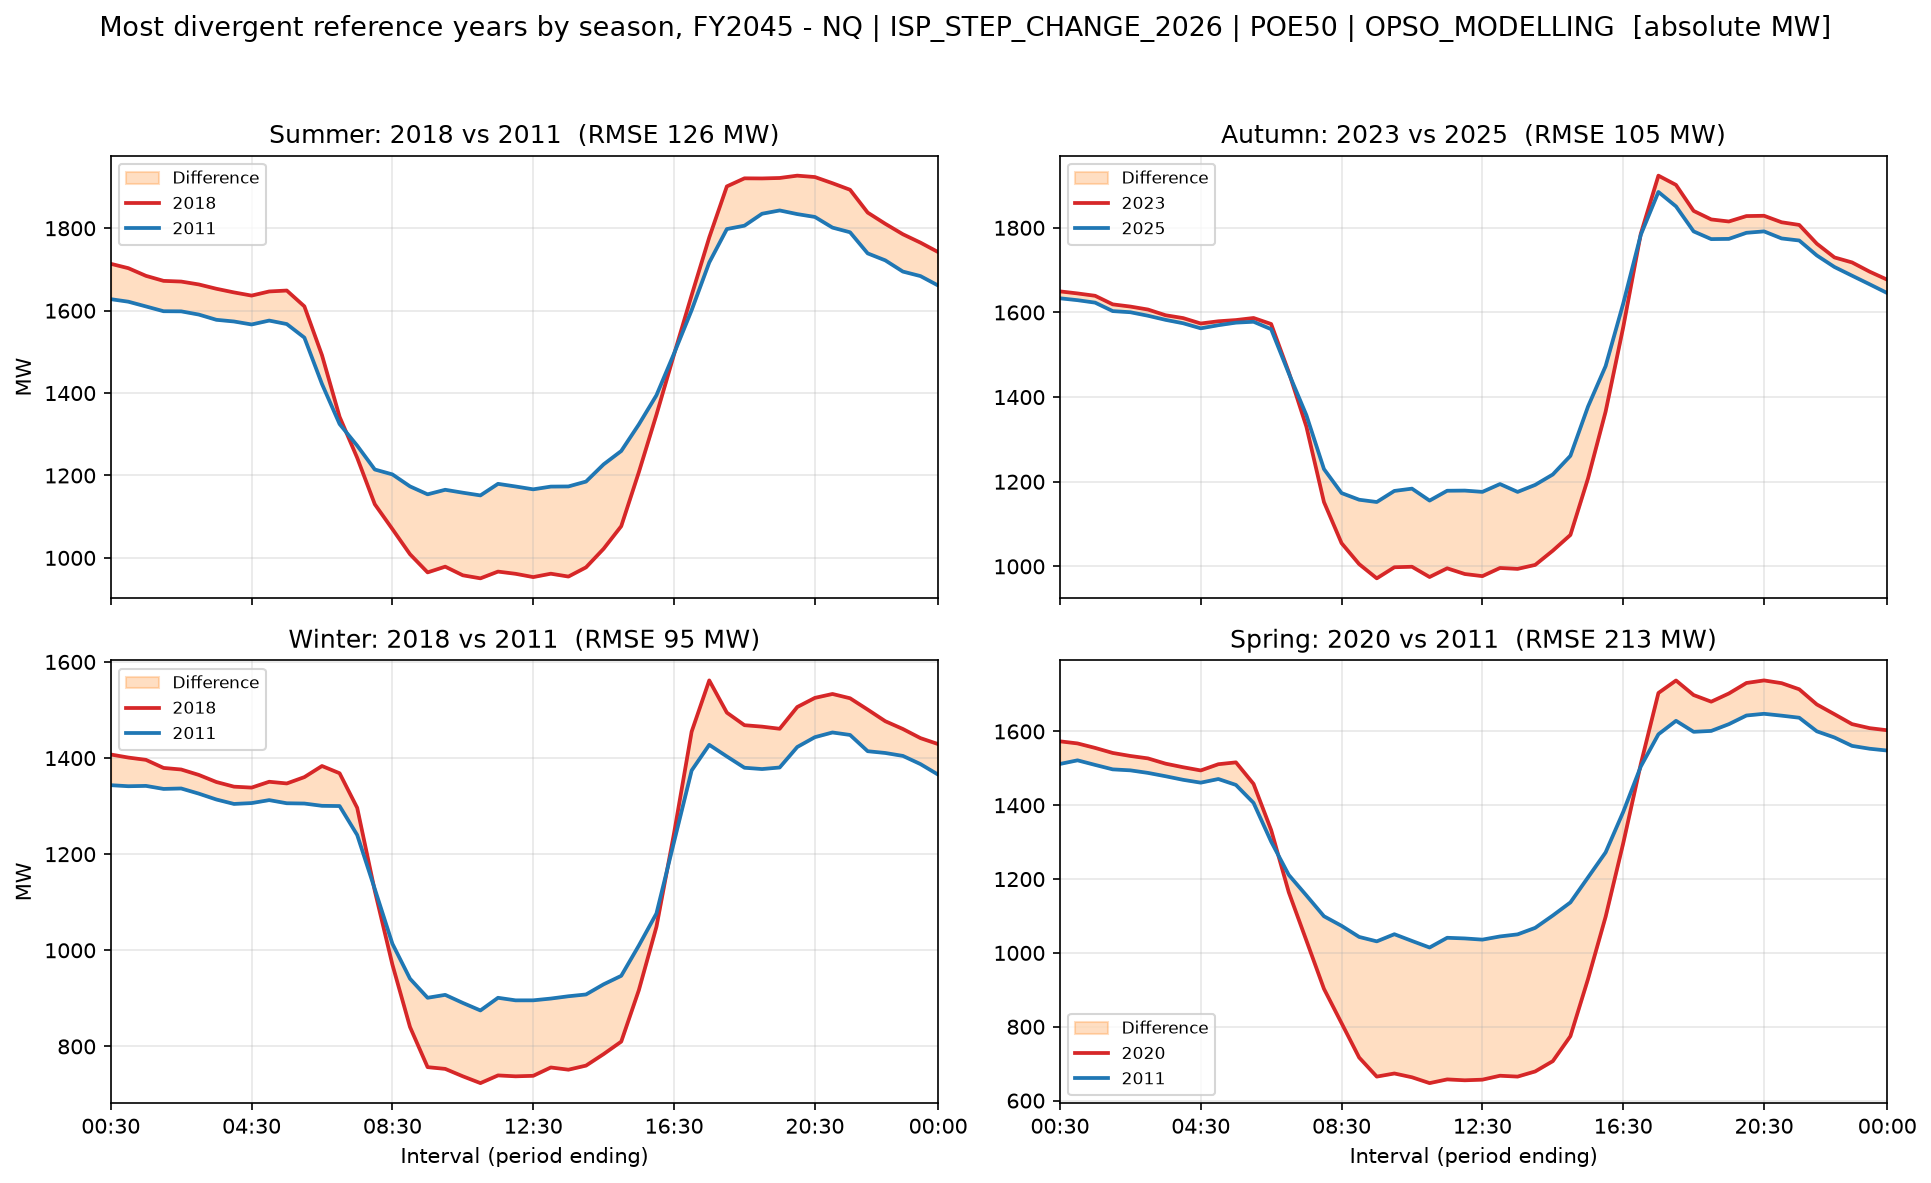 Most divergent reference years by season, FY2045 - NQ | ISP_STEP_CHANGE_2026 | POE50 | OPSO_MODELLING  [absolute MW]
Summer: 2018 vs 2011  (RMSE 126 MW)
Difference
2018
2011
1800
1600
1400
1200
1000
MW
Autumn: 2023 vs 2025  (RMSE 105 MW)
Difference
2023
2025
1800
1600
1400
1200
1000
Winter: 2018 vs 2011  (RMSE 95 MW)
Difference
2018
2011
1600
1400
1200
1000
800
MW
00:30 04:30 08:30 12:30 16:30 20:30 00:00
Interval (period ending)
Spring: 2020 vs 2011  (RMSE 213 MW)
1600
1400
1200
1000
800
600
Difference
2020
2011
00:30 04:30 08:30 12:30 16:30 20:30 00:00
Interval (period ending)